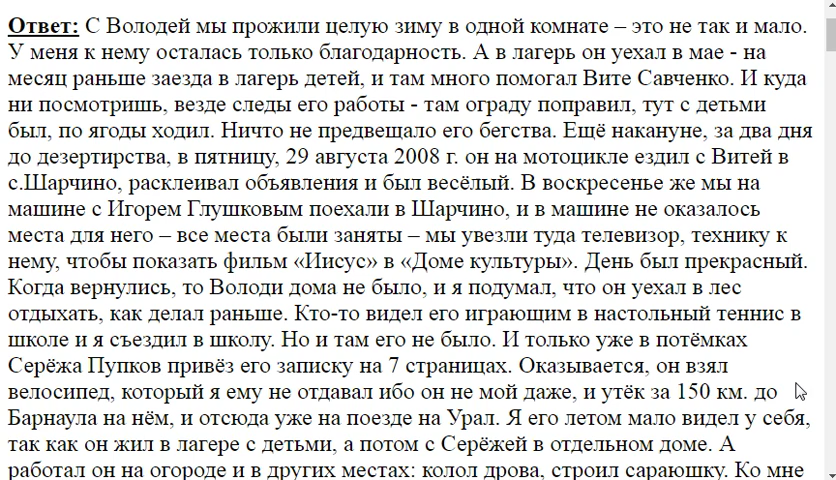 Ответ: С Володей мы прожили целую зиму в одной комнате – это не так и мало.
У меня к нему осталась только благодарность. А в лагерь он уехал в мае - на
месяц раньше заезда в лагерь детей, и там много помогал Вите Савченко. И куда
ни посмотришь, везде следы его работы - там ограду поправил, тут с детьми
был, по ягоды ходил. Ничто не предвещало его бегства. Ещё накануне, за два дня
до дезертирства, в пятницу, 29 августа 2008 г. он на мотоцикле ездил с Витей в
с.Шарчино, расклеивал объявления и был весёлый. В воскресенье же мы на
машине с Игорем Глушковым поехали в Шарчино, и в машине не оказалось
места для него – все места были заняты – мы увезли туда телевизор, технику к
нему, чтобы показать фильм «Иисус» в «Доме культуры». День был прекрасный.
Когда вернулись, то Володи дома не было, и я подумал, что он уехал в лес
отдыхать, как делал раньше. Кто-то видел его играющим в настольный теннис в
школе и я съездил в школу. Но и там его не было. И только уже в потёмках
Серёжа Пупков привёз его записку на 7 страницах. Оказывается, он взял
велосипед, который я ему не отдавал ибо он не мой даже, и утёк за 150 км. до
Барнаула на нём, и отсюда уже на поезде на Урал. Я его летом мало видел у себя,
так как он жил в лагере с детьми, а потом с Серёжей в отдельном доме. А
работал он на огороде и в других местах: колол дрова, строил сараюшку. Ко мне